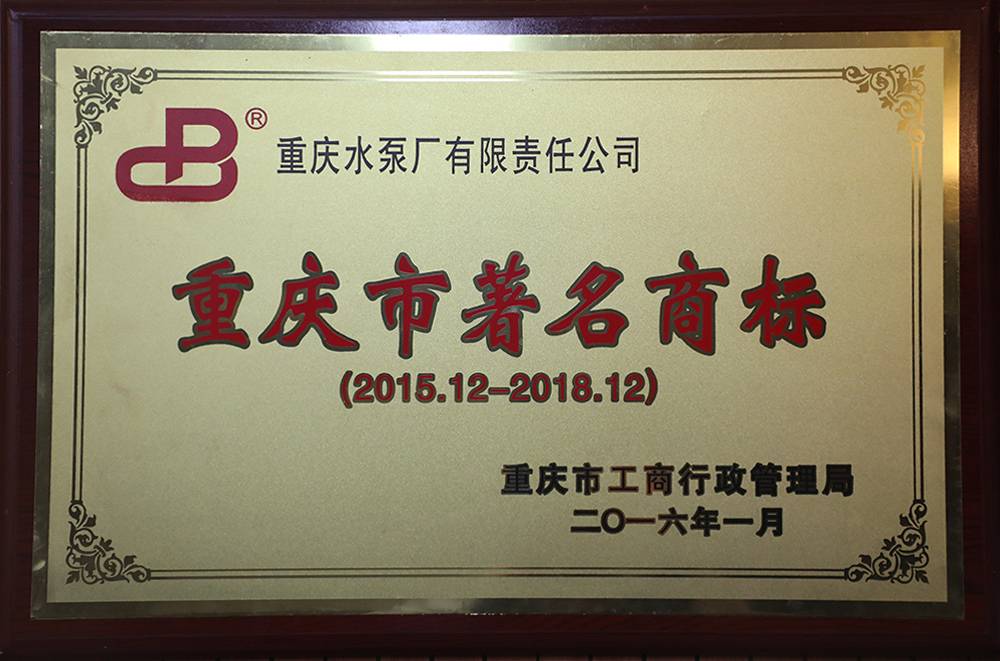 ® 重庆水泵厂有限责任公司
重庆市著名商标
(2015.12-2018.12)
重庆市工商行政管理局
二〇一六年一月